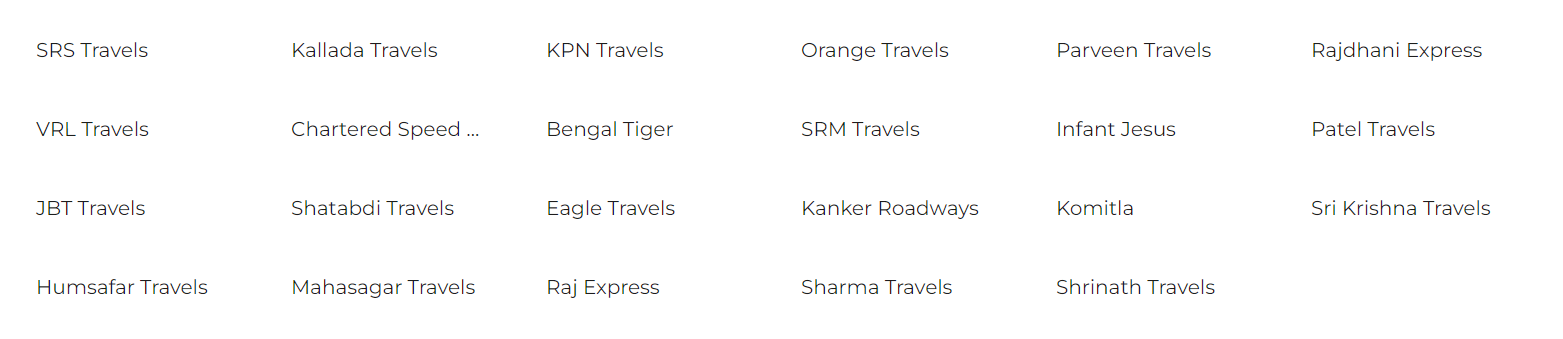 SRS Travels Kallada Travels KPN Travels Orange Travels Parveen Travels Rajdhani Express
VRL Travels Chartered Speed ... Bengal Tiger SRM Travels Infant Jesus Patel Travels
JBT Travels Shatabdi Travels Eagle Travels Kanker Roadways Komitla Sri Krishna Travels
Humsafar Travels Mahasagar Travels Raj Express Sharma Travels Shrinath Travels